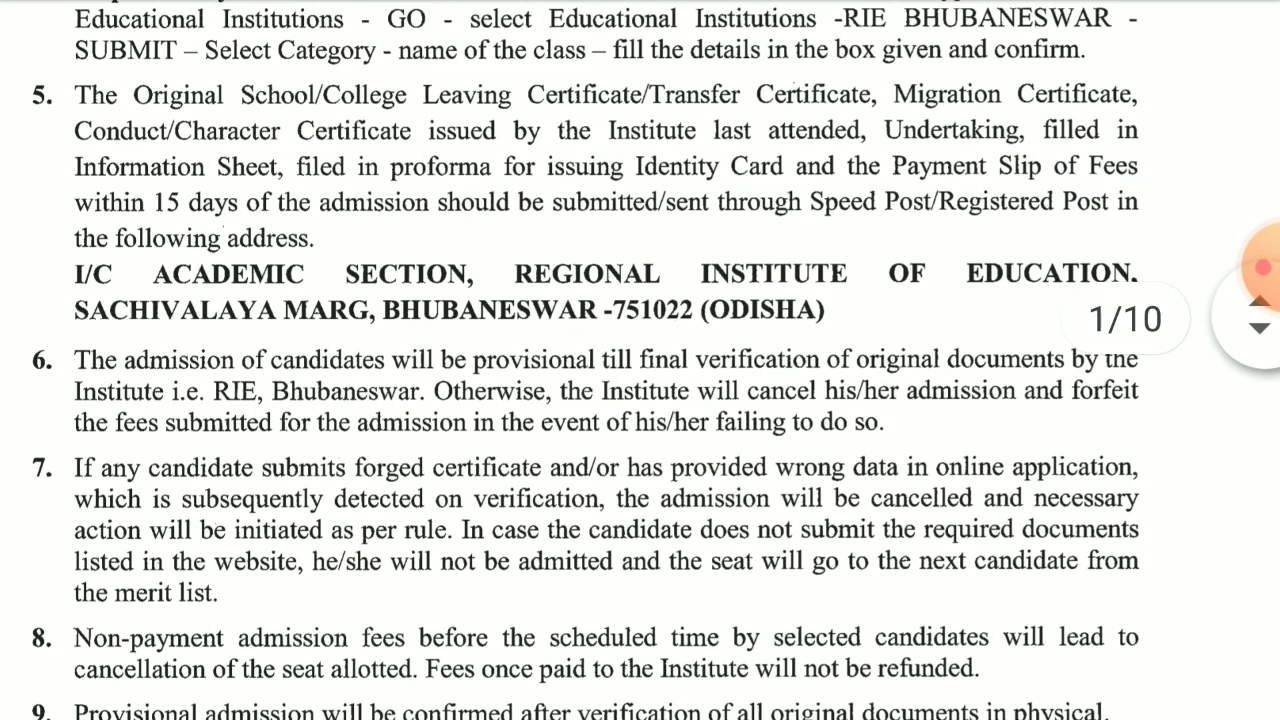 Educational Institutions - GO - select Educational Institutions -RIE BHUBANESWAR -
SUBMIT – Select Category - name of the class – fill the details in the box given and confirm.
5. The Original School/College Leaving Certificate/Transfer Certificate, Migration Certificate,
Conduct/Character Certificate issued by the Institute last attended, Undertaking, filled in
Information Sheet, filed in proforma for issuing Identity Card and the Payment Slip of Fees
within 15 days of the admission should be submitted/sent through Speed Post/Registered Post in
the following address.
I/C ACADEMIC SECTION, REGIONAL INSTITUTE OF EDUCATION,
SACHIVALAYA MARG, BHUBANESWAR -751022 (ODISHA)
1/10
6. The admission of candidates will be provisional till final verification of original documents by the
Institute i.e. RIE, Bhubaneswar. Otherwise, the Institute will cancel his/her admission and forfeit
the fees submitted for the admission in the event of his/her failing to do so.
7. If any candidate submits forged certificate and/or has provided wrong data in online application,
which is subsequently detected on verification, the admission will be cancelled and necessary
action will be initiated as per rule. In case the candidate does not submit the required documents
listed in the website, he/she will not be admitted and the seat will go to the next candidate from
the merit list.
8. Non-payment admission fees before the scheduled time by selected candidates will lead to
cancellation of the seat allotted. Fees once paid to the Institute will not be refunded.
9. Provisional admission will be confirmed after verification of all original documents in physical.